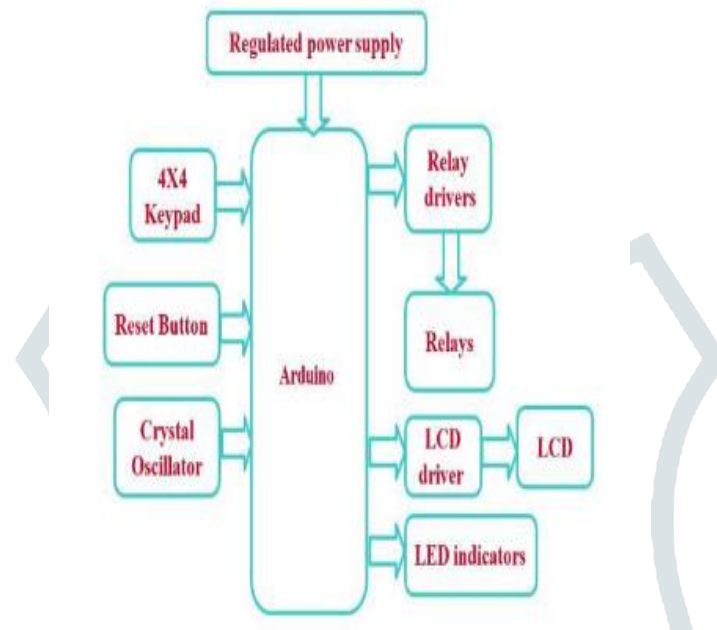 Regulated power supply
4X4
Keypad
Relay
drivers
Reset Button
Relays
Arduino
Crystal
Oscillator
LCD
driver
LCD
LED indicators